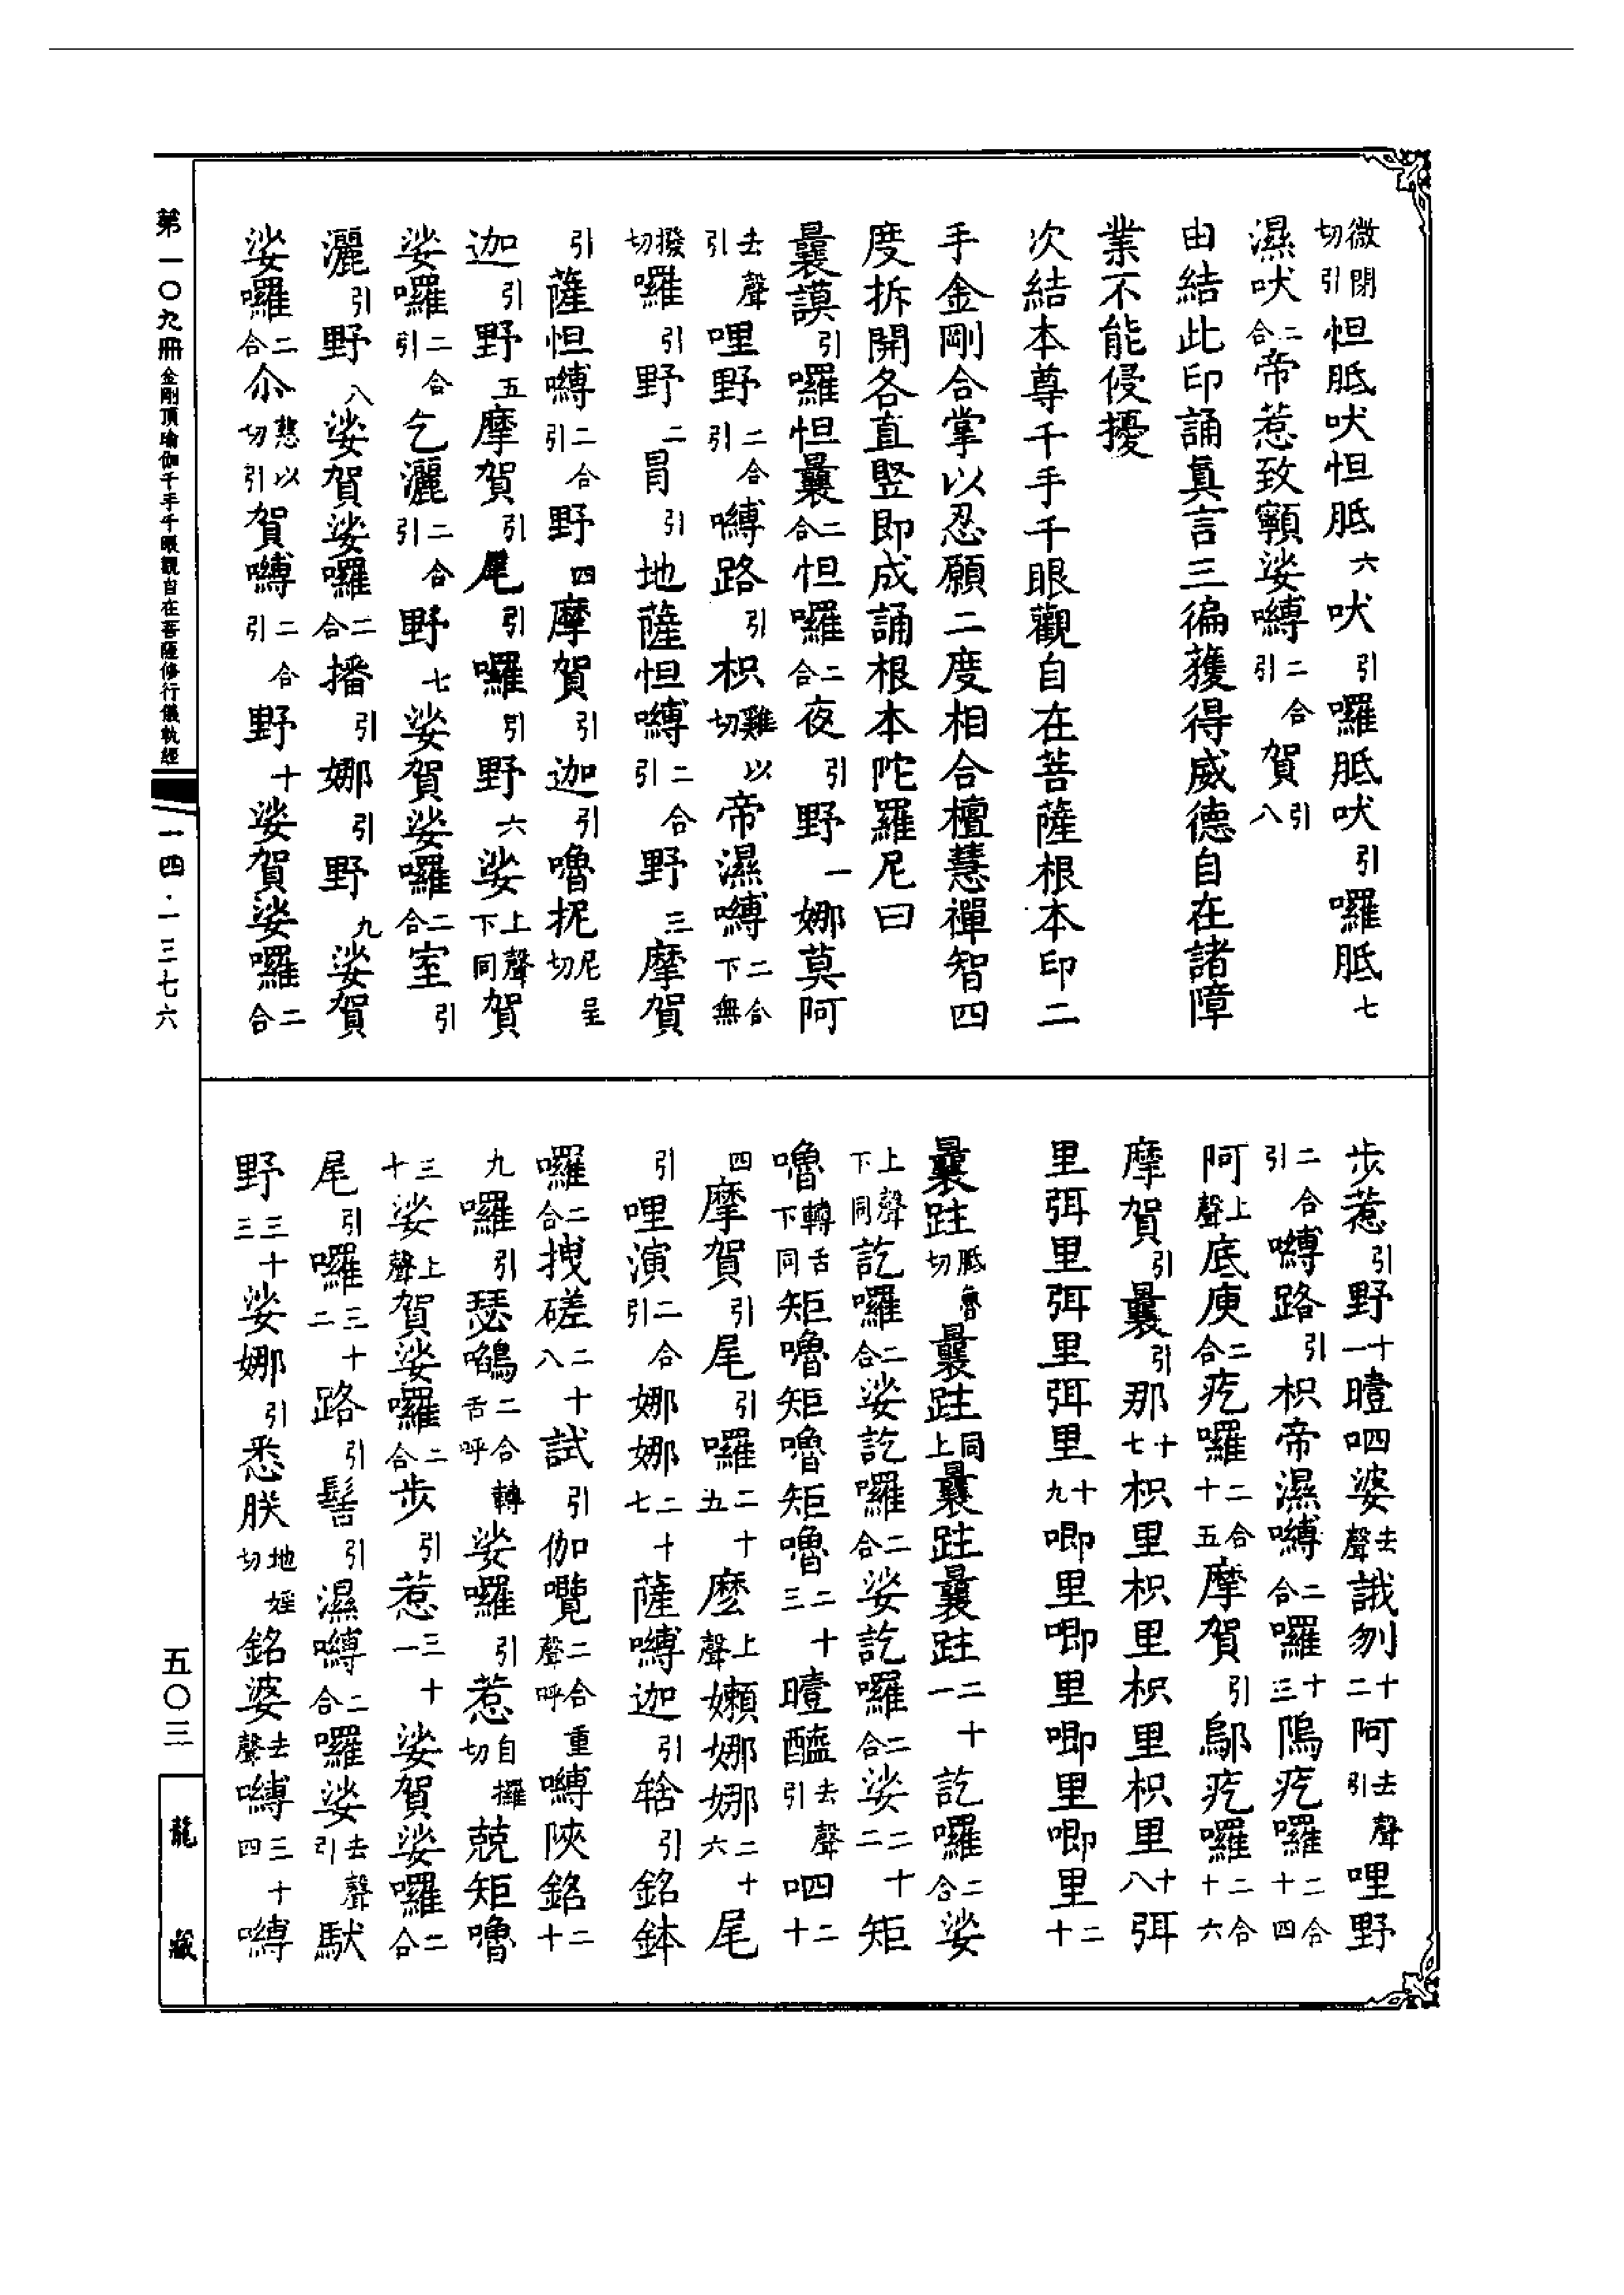 微閉切引怛胝吠怛胝六吠引囉胝吠引囉胝七
濕吠二合帝惹致顐娑嚩二合引賀引八
由結此印誦真言三徧獲得威德自在諸障
業不能侵擾
次結本尊千手千眼觀自在菩薩根本印二
手金剛合掌以忍願二度相合檀慧禪智四
度拆開各直竪即成誦根本陀羅尼曰
曩謨引囉怛曩二合怛囉二合夜引野一娜莫阿
去聲引哩野二合引嚩路引枳雞以切帝濕嚩二合下無
撥切囉引野二冐引地薩怛嚩二合引野三摩賀
引薩怛嚩二合引野四摩賀引迦引嚕抳尼呈切
迦引野五摩賀引尾引囉引野六娑上聲下同賀
娑囉二合引乞灑二合引野七娑賀娑囉二合室引
灑引野八娑賀娑囉二合播引娜引野九娑賀
娑囉二合尒慈以切引賀嚩二合引野十娑賀娑囉二合
步惹引野十一曀呬婆去聲誐刎十二阿去聲引哩野
二合引嚩路引枳帝濕嚩二合囉十三隖疙囉二合十四
阿上聲底庾二合疙囉二合十五摩賀引鄔疙囉二合十六
摩賀引曩引那十七枳里枳里枳里枳里十八弭
里弭里弭里弭里十九唧里唧里唧里唧里二十
曩跓胝魯切曩跓同上曩跓曩跓二十一訖囉二合娑
上聲下同訖囉二合娑訖囉二合娑訖囉二合娑二十二矩
嚕轉舌下同矩嚕矩嚕矩嚕二十三曀醯去聲引呬二十
四摩賀引尾引囉二十五麽上聲嬾娜娜二十六尾
引哩演二合引娜娜二十七薩嚩迦引轄引銘鉢
囉二合拽磋二十八試引伽囕二合重聲呼嚩陝銘二十
九囉引瑟鵮二合轉舌呼娑囉引惹自攞切兢矩嚕
三十娑上聲賀娑囉二合步引惹三十一娑賀娑囉二合
尾引囉三十二路引髻引濕嚩二合囉娑去聲引馱
野三十三娑娜引悉朕地婬切銘婆去聲嚩三十四嚩
第一〇九冊 金剛頂瑜伽千手千眼觀自在菩薩修行儀軌經
一四·一三七六
五〇三
龍藏